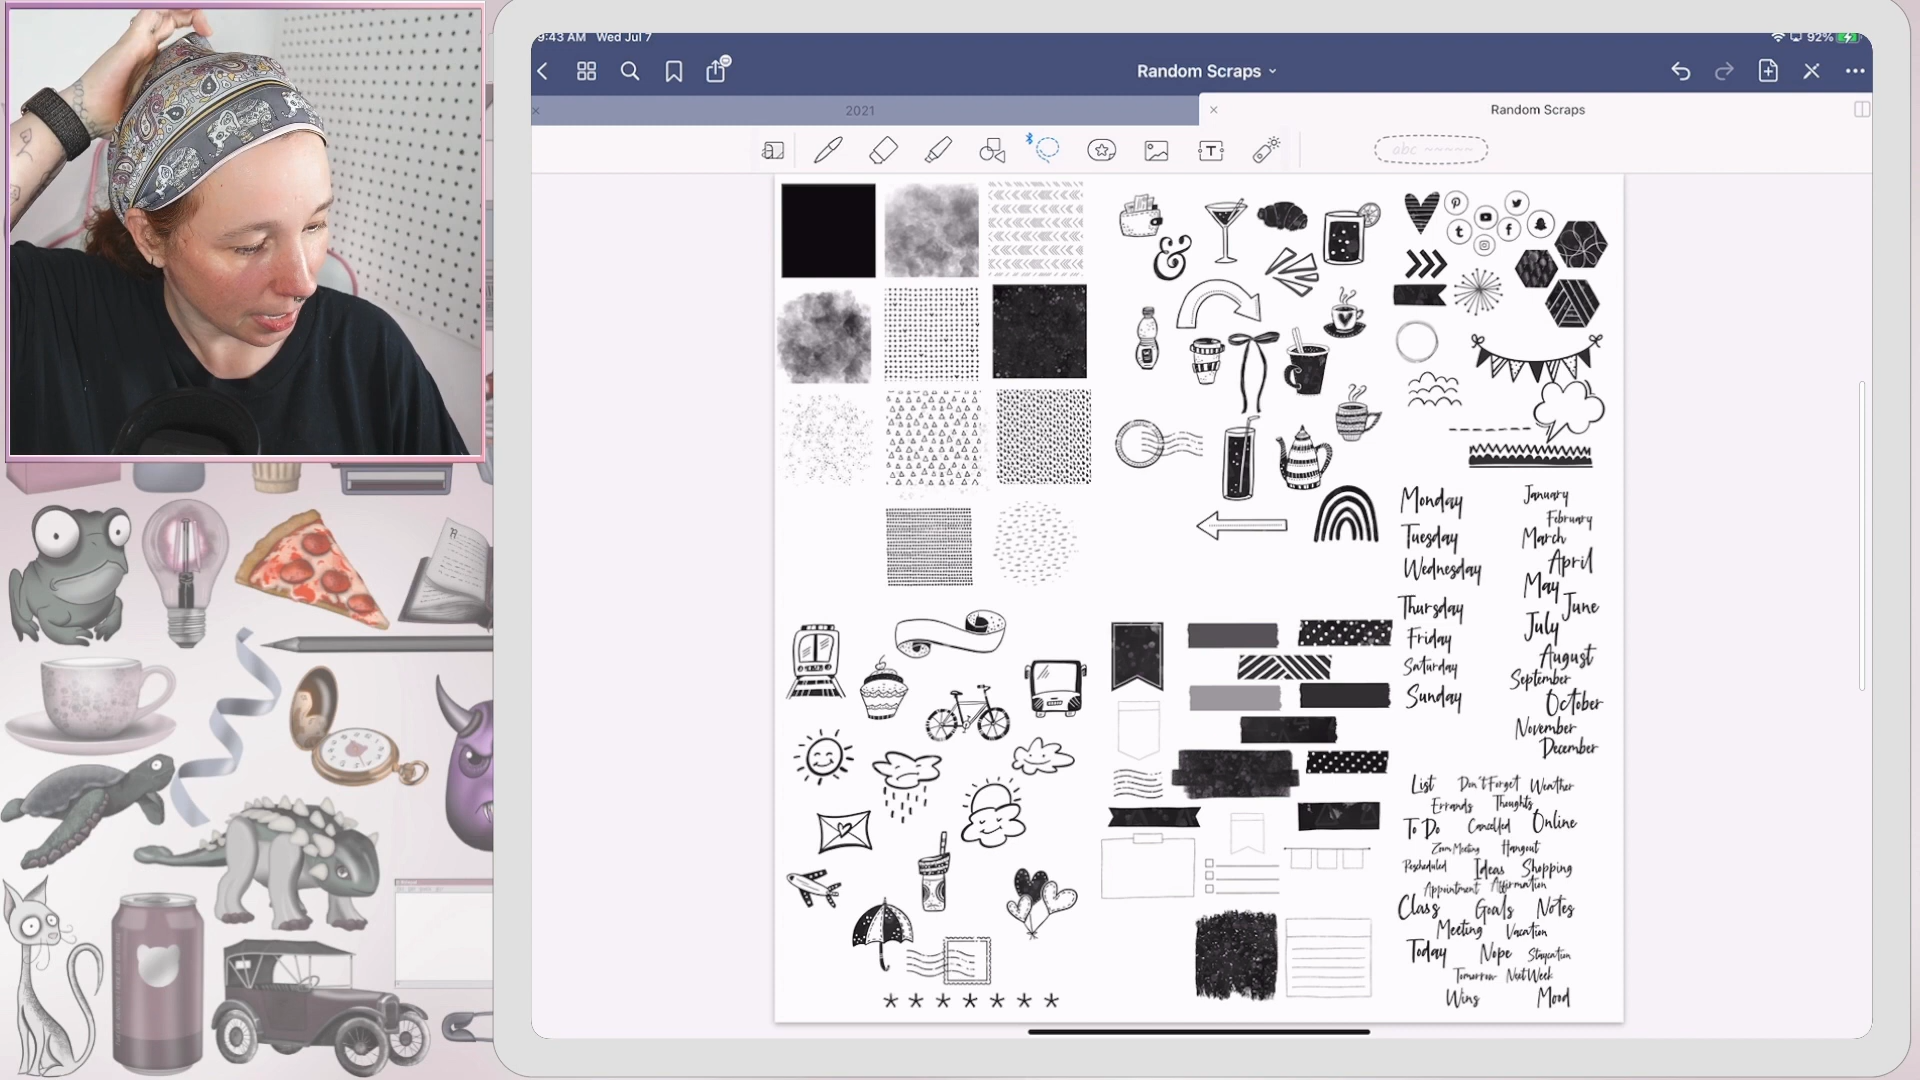 9:43 AM Wed Jul 7
92%
Random Scraps
2021
Random Scraps
T
abc
Monday
Tuesday
Wednesday
Thursday
Friday
Saturday
Sunday
January
February
March
April
May
June
July
August
September
October
November
December
List Don't Forget Weather
Errands Thoughts
To Do Cancelled Online
Zoom Meeting Hangout
Rescheduled Ideas Shopping
Appointment Affirmation
Class Goals Notes
Meeting Vacation
Today Nope Staycation
Tomorrow Next Week
Wins Mood